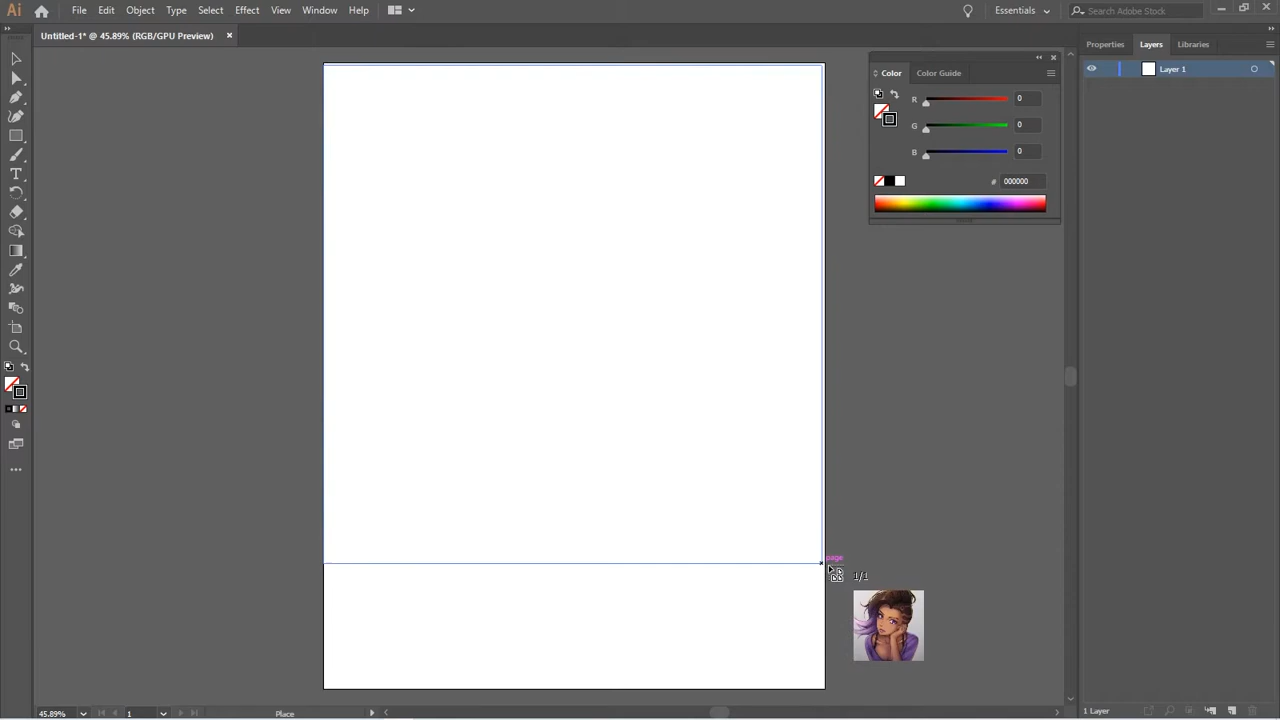 Ai File Edit Object Type Select Effect View Window Help Essentials Search Adobe Stock
Untitled-1* @ 45.89% (RGB/GPU Preview)
Properties Layers Libraries
Layer 1
Color Color Guide
R 0
G 0
B 0
# 000000
page
1/1
45.89% 1 Place
1 Layer